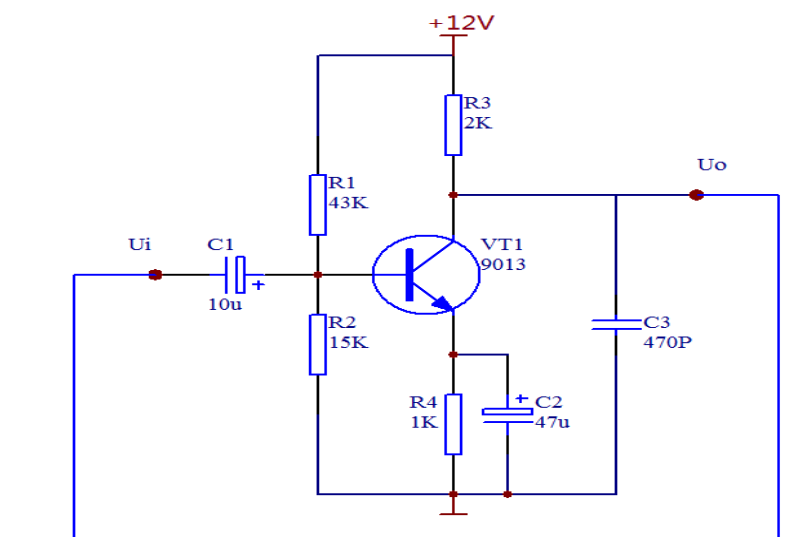 +12V
R3
2K
Uo
R1
43K
Ui
C1
VT1
9013
+
10u
R2
15K
C3
470P
R4
1K
+
C2
47u